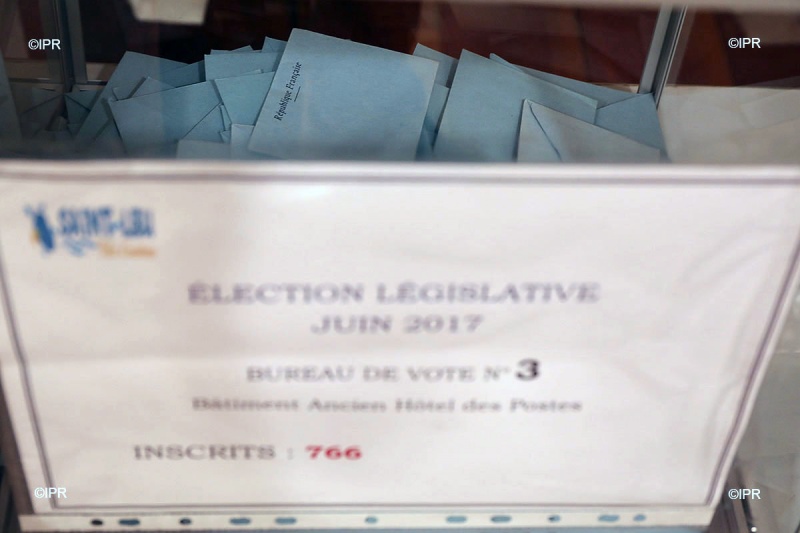 ©IPR
©IPR
République Française
SAINT-LEU
ÉLECTION LÉGISLATIVE
JUIN 2017
BUREAU DE VOTE N° 3
Bâtiment Ancien Hôtel des Postes
INSCRITS : 766
©IPR
©IPR